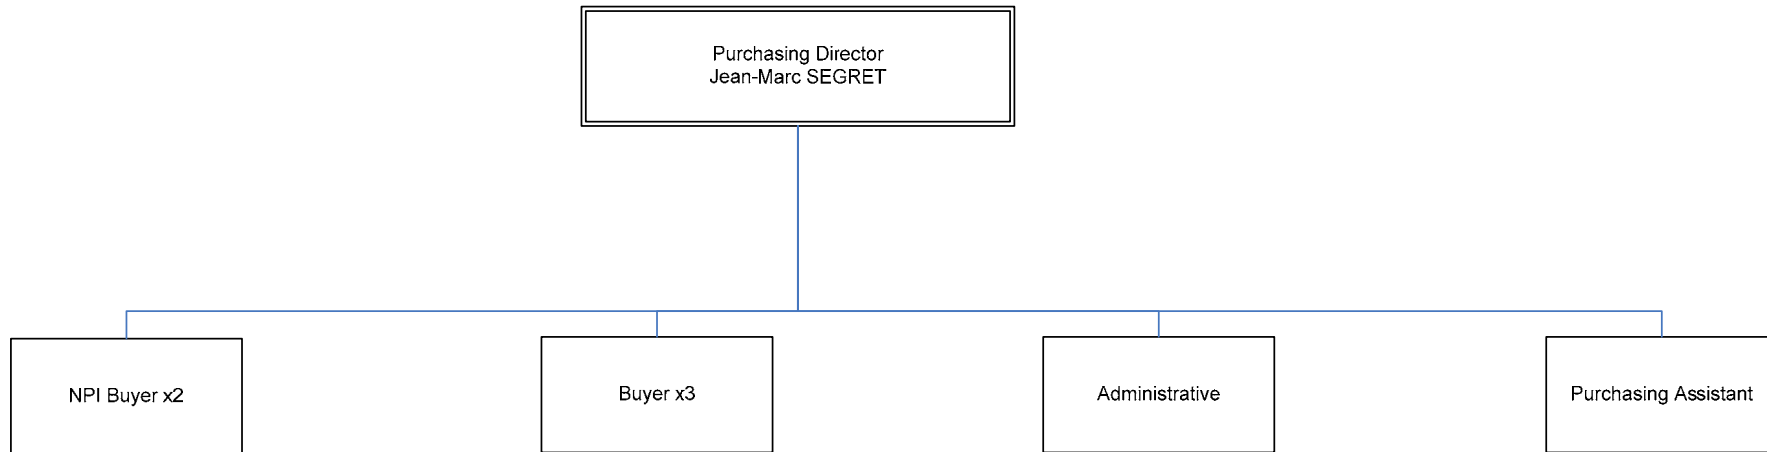 Purchasing Director
Jean-Marc SEGRET
NPI Buyer x2
Buyer x3
Administrative
Purchasing Assistant